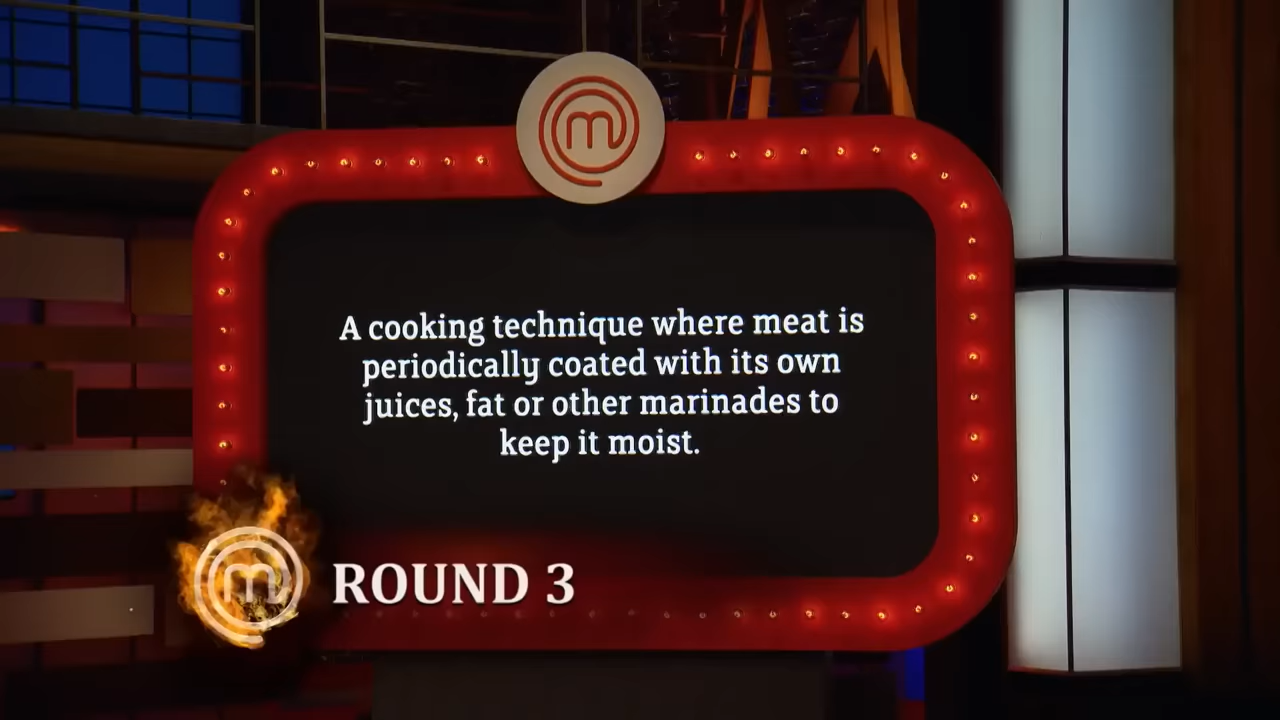 A cooking technique where meat is
periodically coated with its own
juices, fat or other marinades to
keep it moist.
ROUND 3